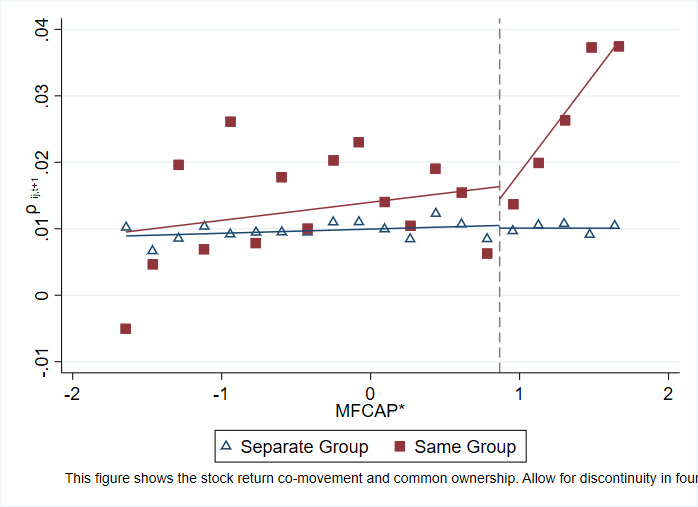 .04
.03
.02
.01
0
-.01
ρ ij,t+1
-2 -1 0 1 2
MFCAP*
Separate Group Same Group
This figure shows the stock return co-movement and common ownership. Allow for discontinuity in